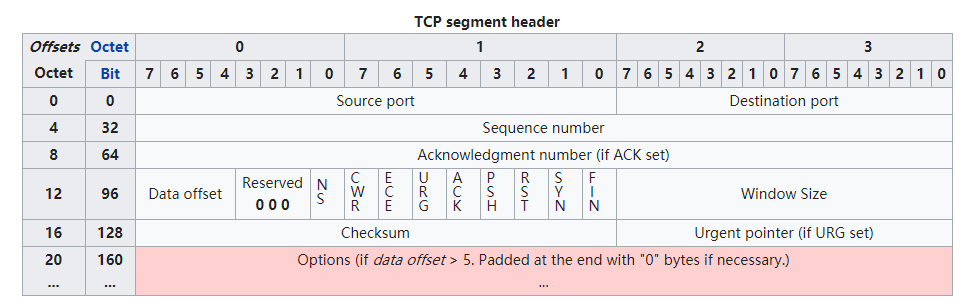 TCP segment header
Offsets Octet 0 1 2 3
Octet Bit 7 6 5 4 3 2 1 0 7 6 5 4 3 2 1 0 7 6 5 4 3 2 1 0 7 6 5 4 3 2 1 0
0 0 Source port Destination port
4 32 Sequence number
8 64 Acknowledgment number (if ACK set)
12 96 Data offset Reserved 0 0 0 NS CWR ECE URG ACK PSH RST SYN FIN Window Size
16 128 Checksum Urgent pointer (if URG set)
20 160 Options (if data offset > 5. Padded at the end with "0" bytes if necessary.)
... ... ...